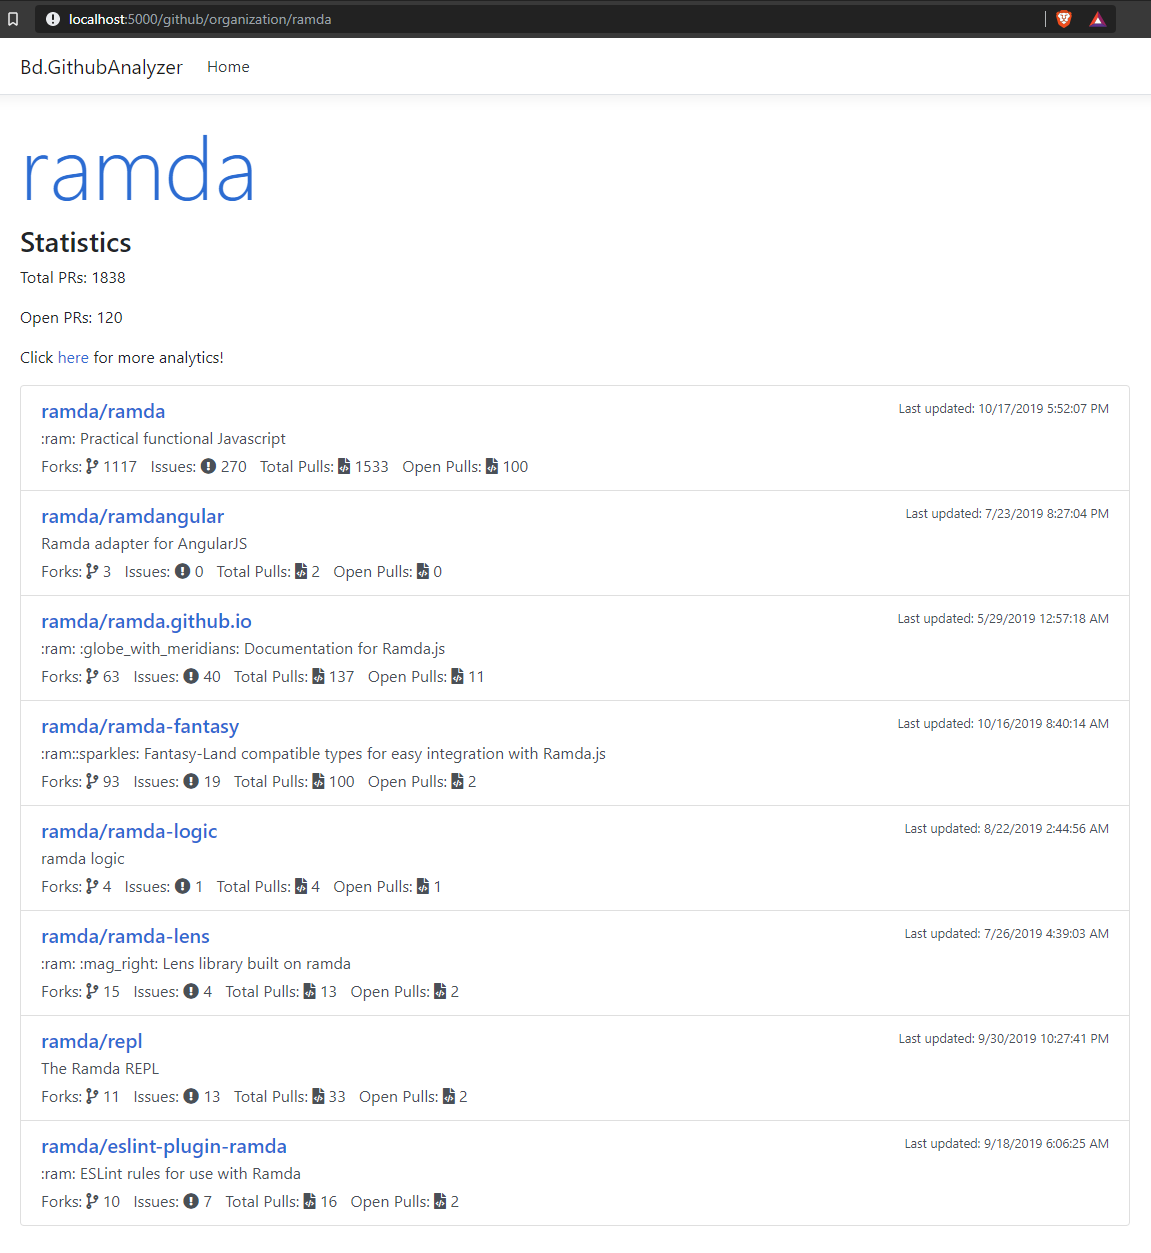 localhost:5000/github/organization/ramda
Bd.GithubAnalyzer Home
ramda
Statistics
Total PRs: 1838
Open PRs: 120
Click here for more analytics!
ramda/ramda Last updated: 10/17/2019 5:52:07 PM
:ram: Practical functional Javascript
Forks: 1117 Issues: 270 Total Pulls: 1533 Open Pulls: 100
ramda/ramdangular Last updated: 7/23/2019 8:27:04 PM
Ramda adapter for AngularJS
Forks: 3 Issues: 0 Total Pulls: 2 Open Pulls: 0
ramda/ramda.github.io Last updated: 5/29/2019 12:57:18 AM
:ram: :globe_with_meridians: Documentation for Ramda.js
Forks: 63 Issues: 40 Total Pulls: 137 Open Pulls: 11
ramda/ramda-fantasy Last updated: 10/16/2019 8:40:14 AM
:ram::sparkles: Fantasy-Land compatible types for easy integration with Ramda.js
Forks: 93 Issues: 19 Total Pulls: 100 Open Pulls: 2
ramda/ramda-logic Last updated: 8/22/2019 2:44:56 AM
ramda logic
Forks: 4 Issues: 1 Total Pulls: 4 Open Pulls: 1
ramda/ramda-lens Last updated: 7/26/2019 4:39:03 AM
:ram: :mag_right: Lens library built on ramda
Forks: 15 Issues: 4 Total Pulls: 13 Open Pulls: 2
ramda/repl Last updated: 9/30/2019 10:27:41 PM
The Ramda REPL
Forks: 11 Issues: 13 Total Pulls: 33 Open Pulls: 2
ramda/eslint-plugin-ramda Last updated: 9/18/2019 6:06:25 AM
:ram: ESLint rules for use with Ramda
Forks: 10 Issues: 7 Total Pulls: 16 Open Pulls: 2